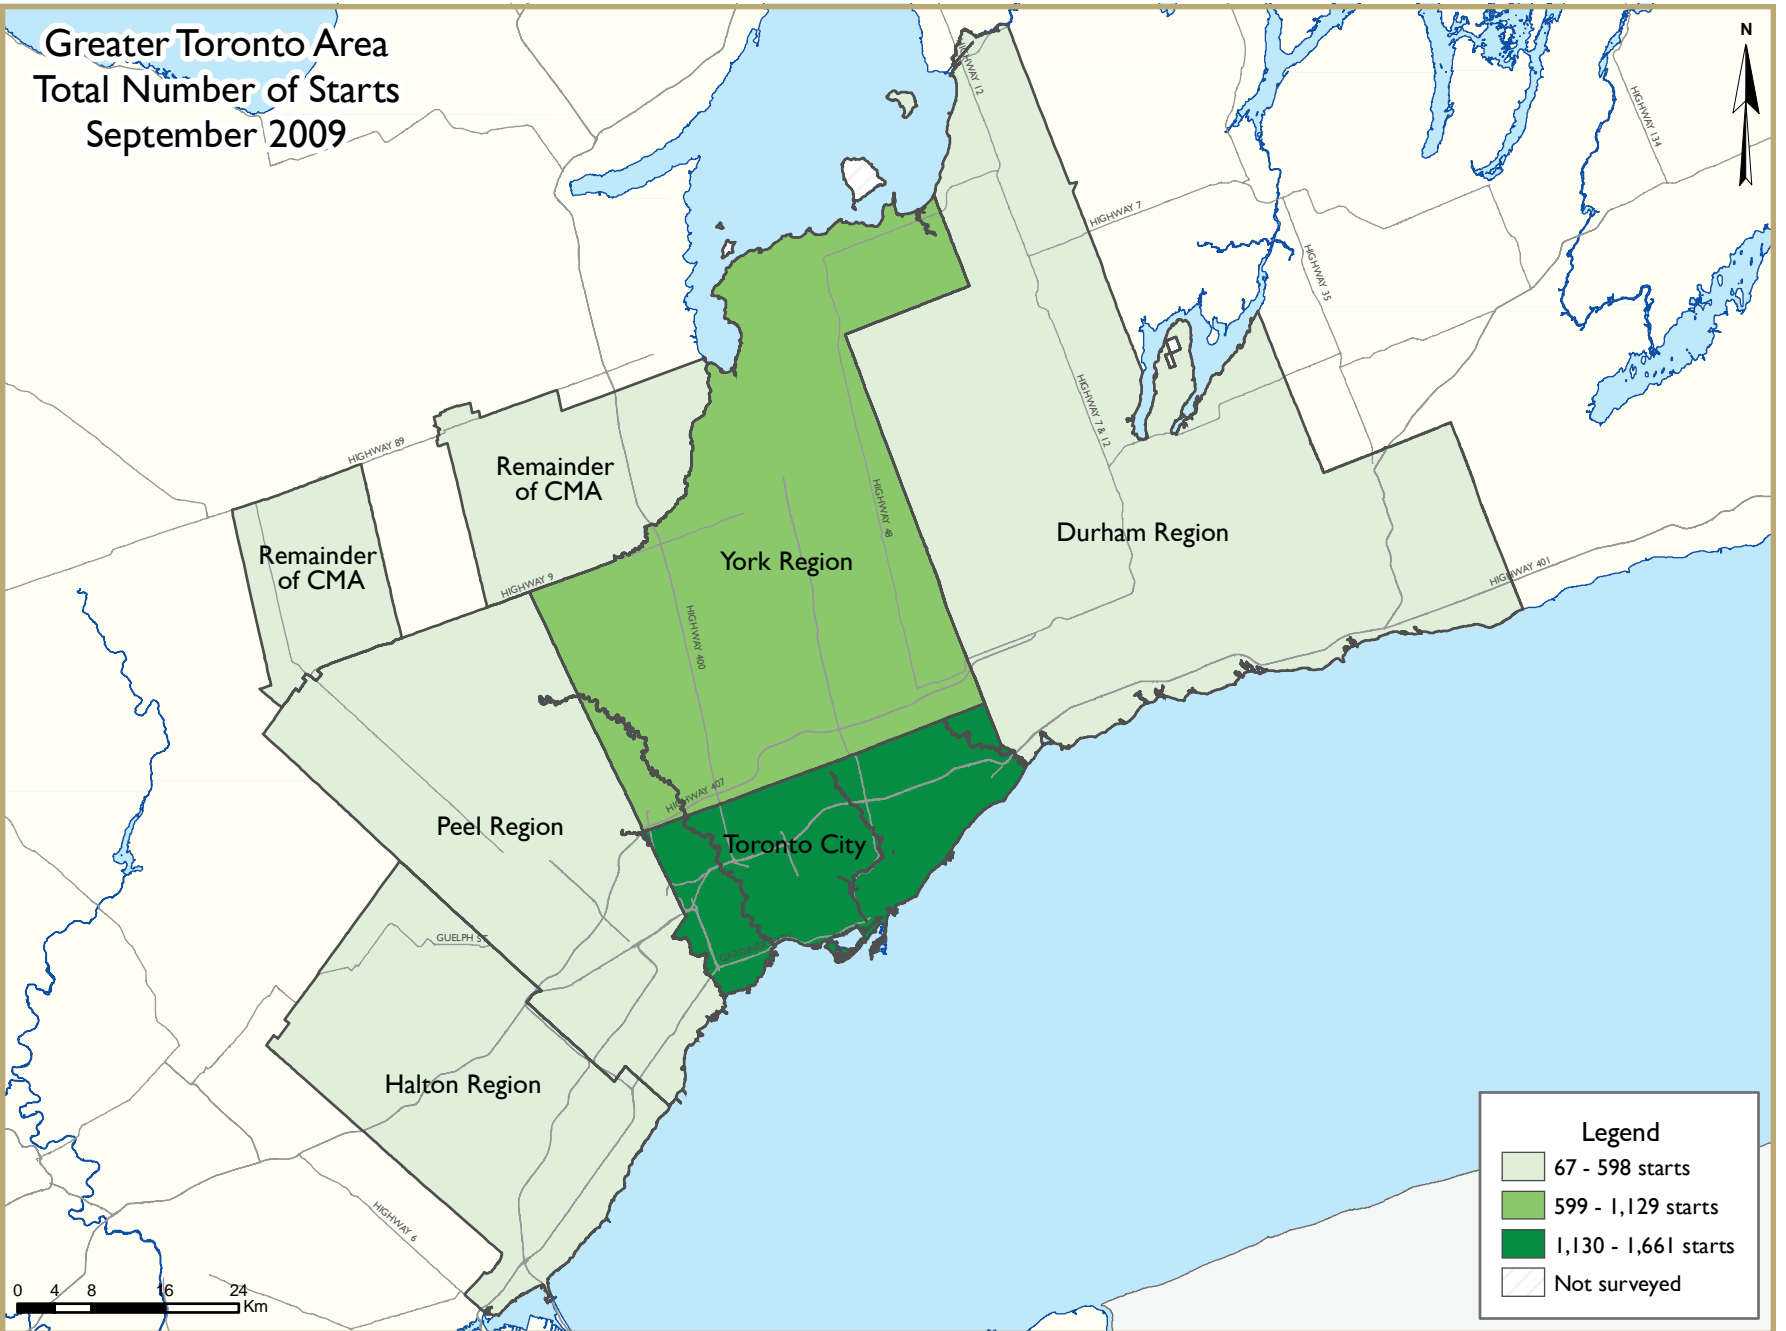 Greater Toronto Area
Total Number of Starts
September 2009
N
HIGHWAY 12
HIGHWAY 134
HIGHWAY 7
HIGHWAY 35
HIGHWAY 7 & 12
HIGHWAY 89
Remainder
of CMA
HIGHWAY 48
Durham Region
Remainder
of CMA
York Region
HIGHWAY 9
HIGHWAY 401
HIGHWAY 400
HIGHWAY 407
Peel Region
Toronto City
GUELPH ST
Halton Region
HIGHWAY 6
Legend
67 - 598 starts
599 - 1,129 starts
1,130 - 1,661 starts
Not surveyed
0 4 8 16 24
Km